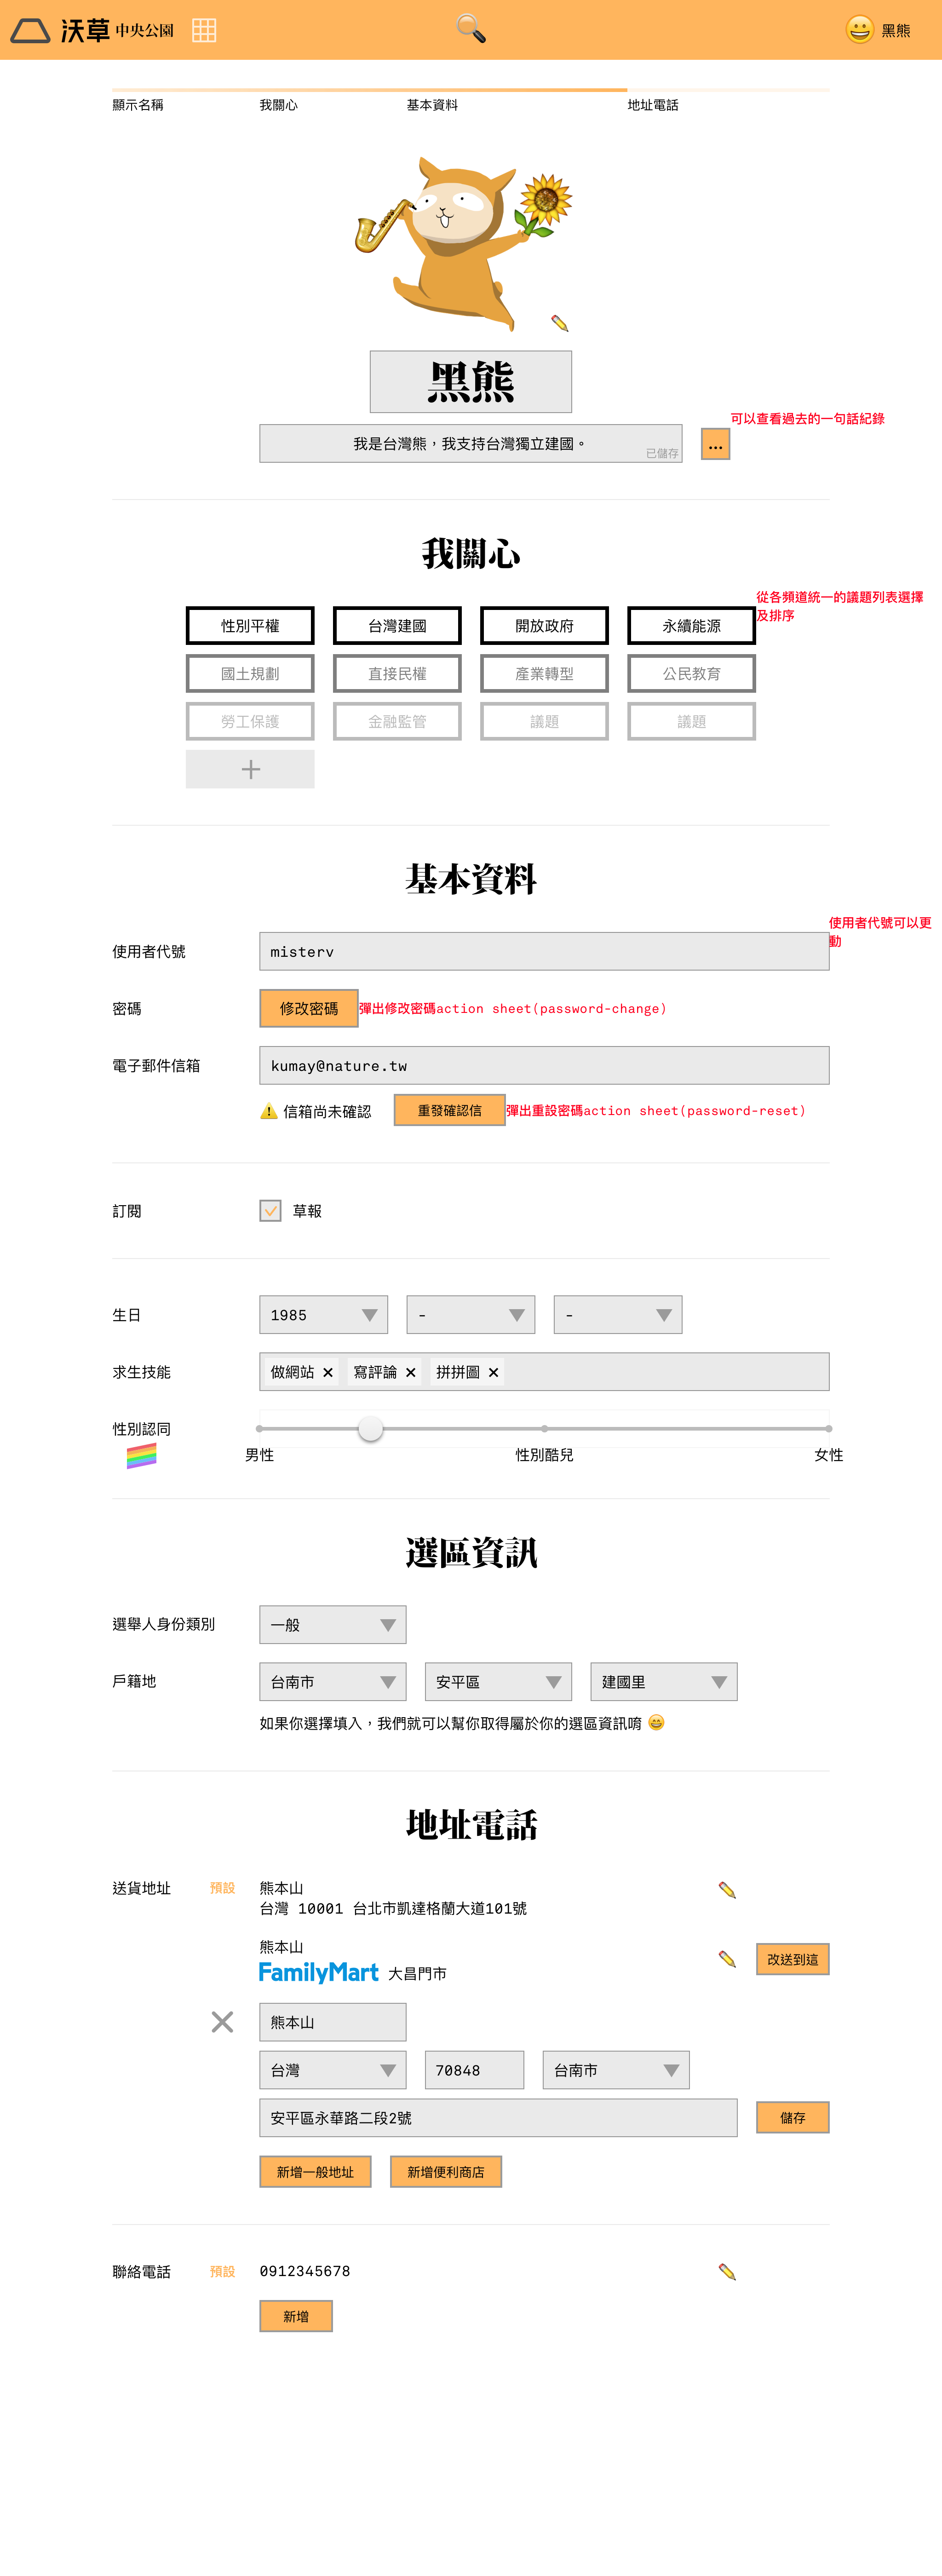 沃草 中央公園
黑熊
顯示名稱 我關心 基本資料 地址電話
黑熊
可以查看過去的一句話紀錄
我是台灣熊，我支持台灣獨立建國。
已儲存
...
我關心
從各頻道統一的議題列表選擇
及排序
性別平權 台灣建國 開放政府 永續能源
國土規劃 直接民權 產業轉型 公民教育
勞工保護 金融監管 議題 議題
基本資料
使用者代號可以更
動
使用者代號 misterv
密碼 修改密碼 彈出修改密碼action sheet(password-change)
電子郵件信箱 kumay@nature.tw
信箱尚未確認 重發確認信 彈出重設密碼action sheet(password-reset)
訂閱 草報
生日 1985 - -
求生技能 做網站 × 寫評論 × 拼拼圖 ×
性別認同
男性 性別酷兒 女性
選區資訊
選舉人身份類別 一般
戶籍地 台南市 安平區 建國里
如果你選擇填入，我們就可以幫你取得屬於你的選區資訊唷
地址電話
送貨地址 預設 熊本山
台灣 10001 台北市凱達格蘭大道101號
熊本山
FamilyMart 大昌門市 改送到這
熊本山
台灣 70848 台南市
安平區永華路二段2號 儲存
新增一般地址 新增便利商店
聯絡電話 預設 0912345678
新增